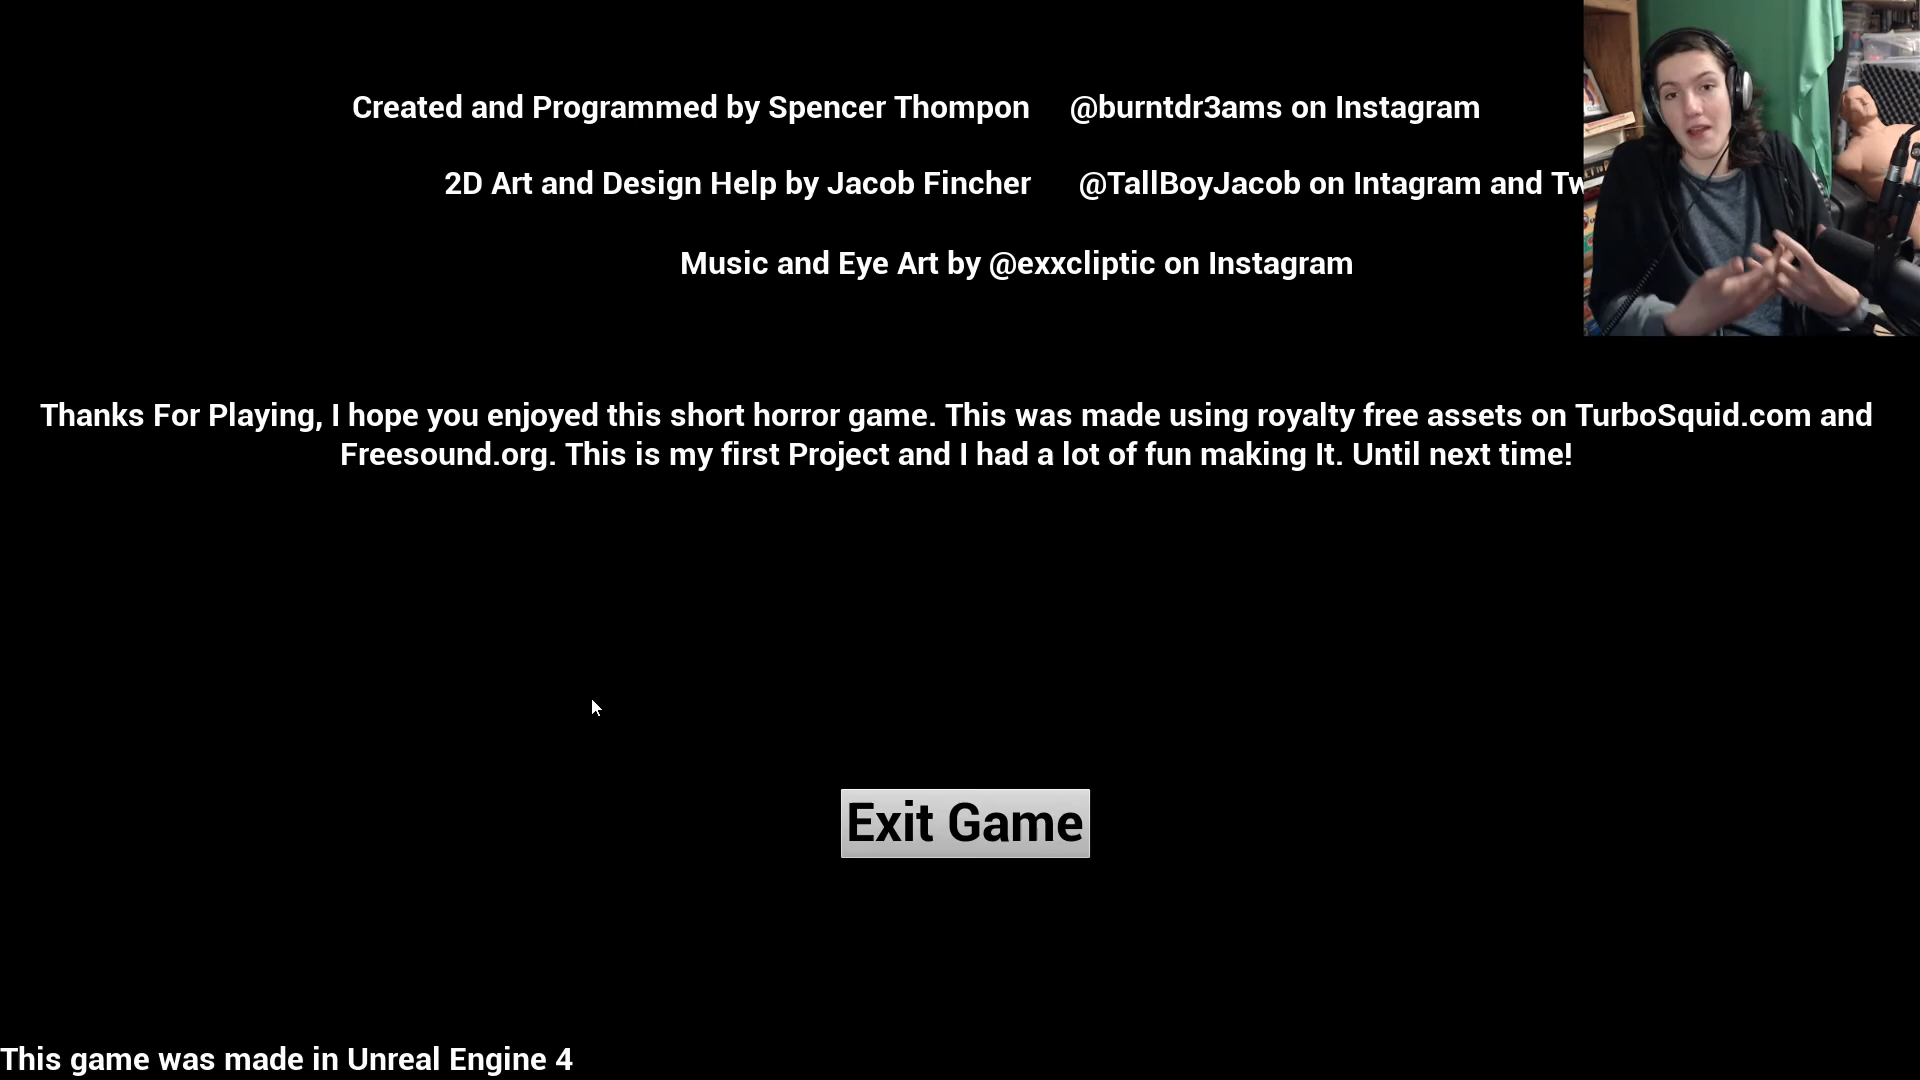 Created and Programmed by Spencer Thompon @burntdr3ams on Instagram
2D Art and Design Help by Jacob Fincher @TallBoyJacob on Intagram and
Music and Eye Art by @exxcliptic on Instagram
Thanks For Playing, I hope you enjoyed this short horror game. This was made using royalty free assets on TurboSquid.com and
Freesound.org. This is my first Project and I had a lot of fun making It. Until next time!
Exit Game
This game was made in Unreal Engine 4